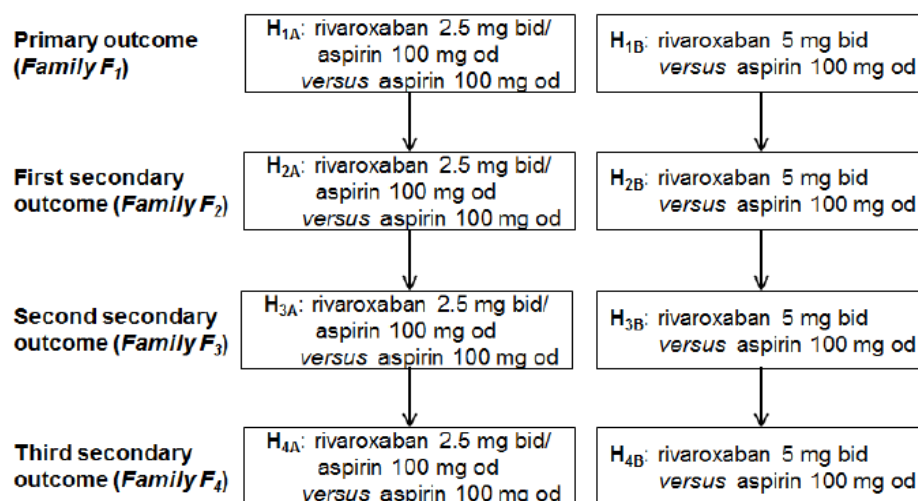 Primary outcome
(Family F1)
H1A: rivaroxaban 2.5 mg bid/
aspirin 100 mg od
versus aspirin 100 mg od
H1B: rivaroxaban 5 mg bid
versus aspirin 100 mg od
First secondary
outcome (Family F2)
H2A: rivaroxaban 2.5 mg bid/
aspirin 100 mg od
versus aspirin 100 mg od
H2B: rivaroxaban 5 mg bid
versus aspirin 100 mg od
Second secondary
outcome (Family F3)
H3A: rivaroxaban 2.5 mg bid/
aspirin 100 mg od
versus aspirin 100 mg od
H3B: rivaroxaban 5 mg bid
versus aspirin 100 mg od
Third secondary
outcome (Family F4)
H4A: rivaroxaban 2.5 mg bid/
aspirin 100 mg od
versus aspirin 100 mg od
H4B: rivaroxaban 5 mg bid
versus aspirin 100 mg od